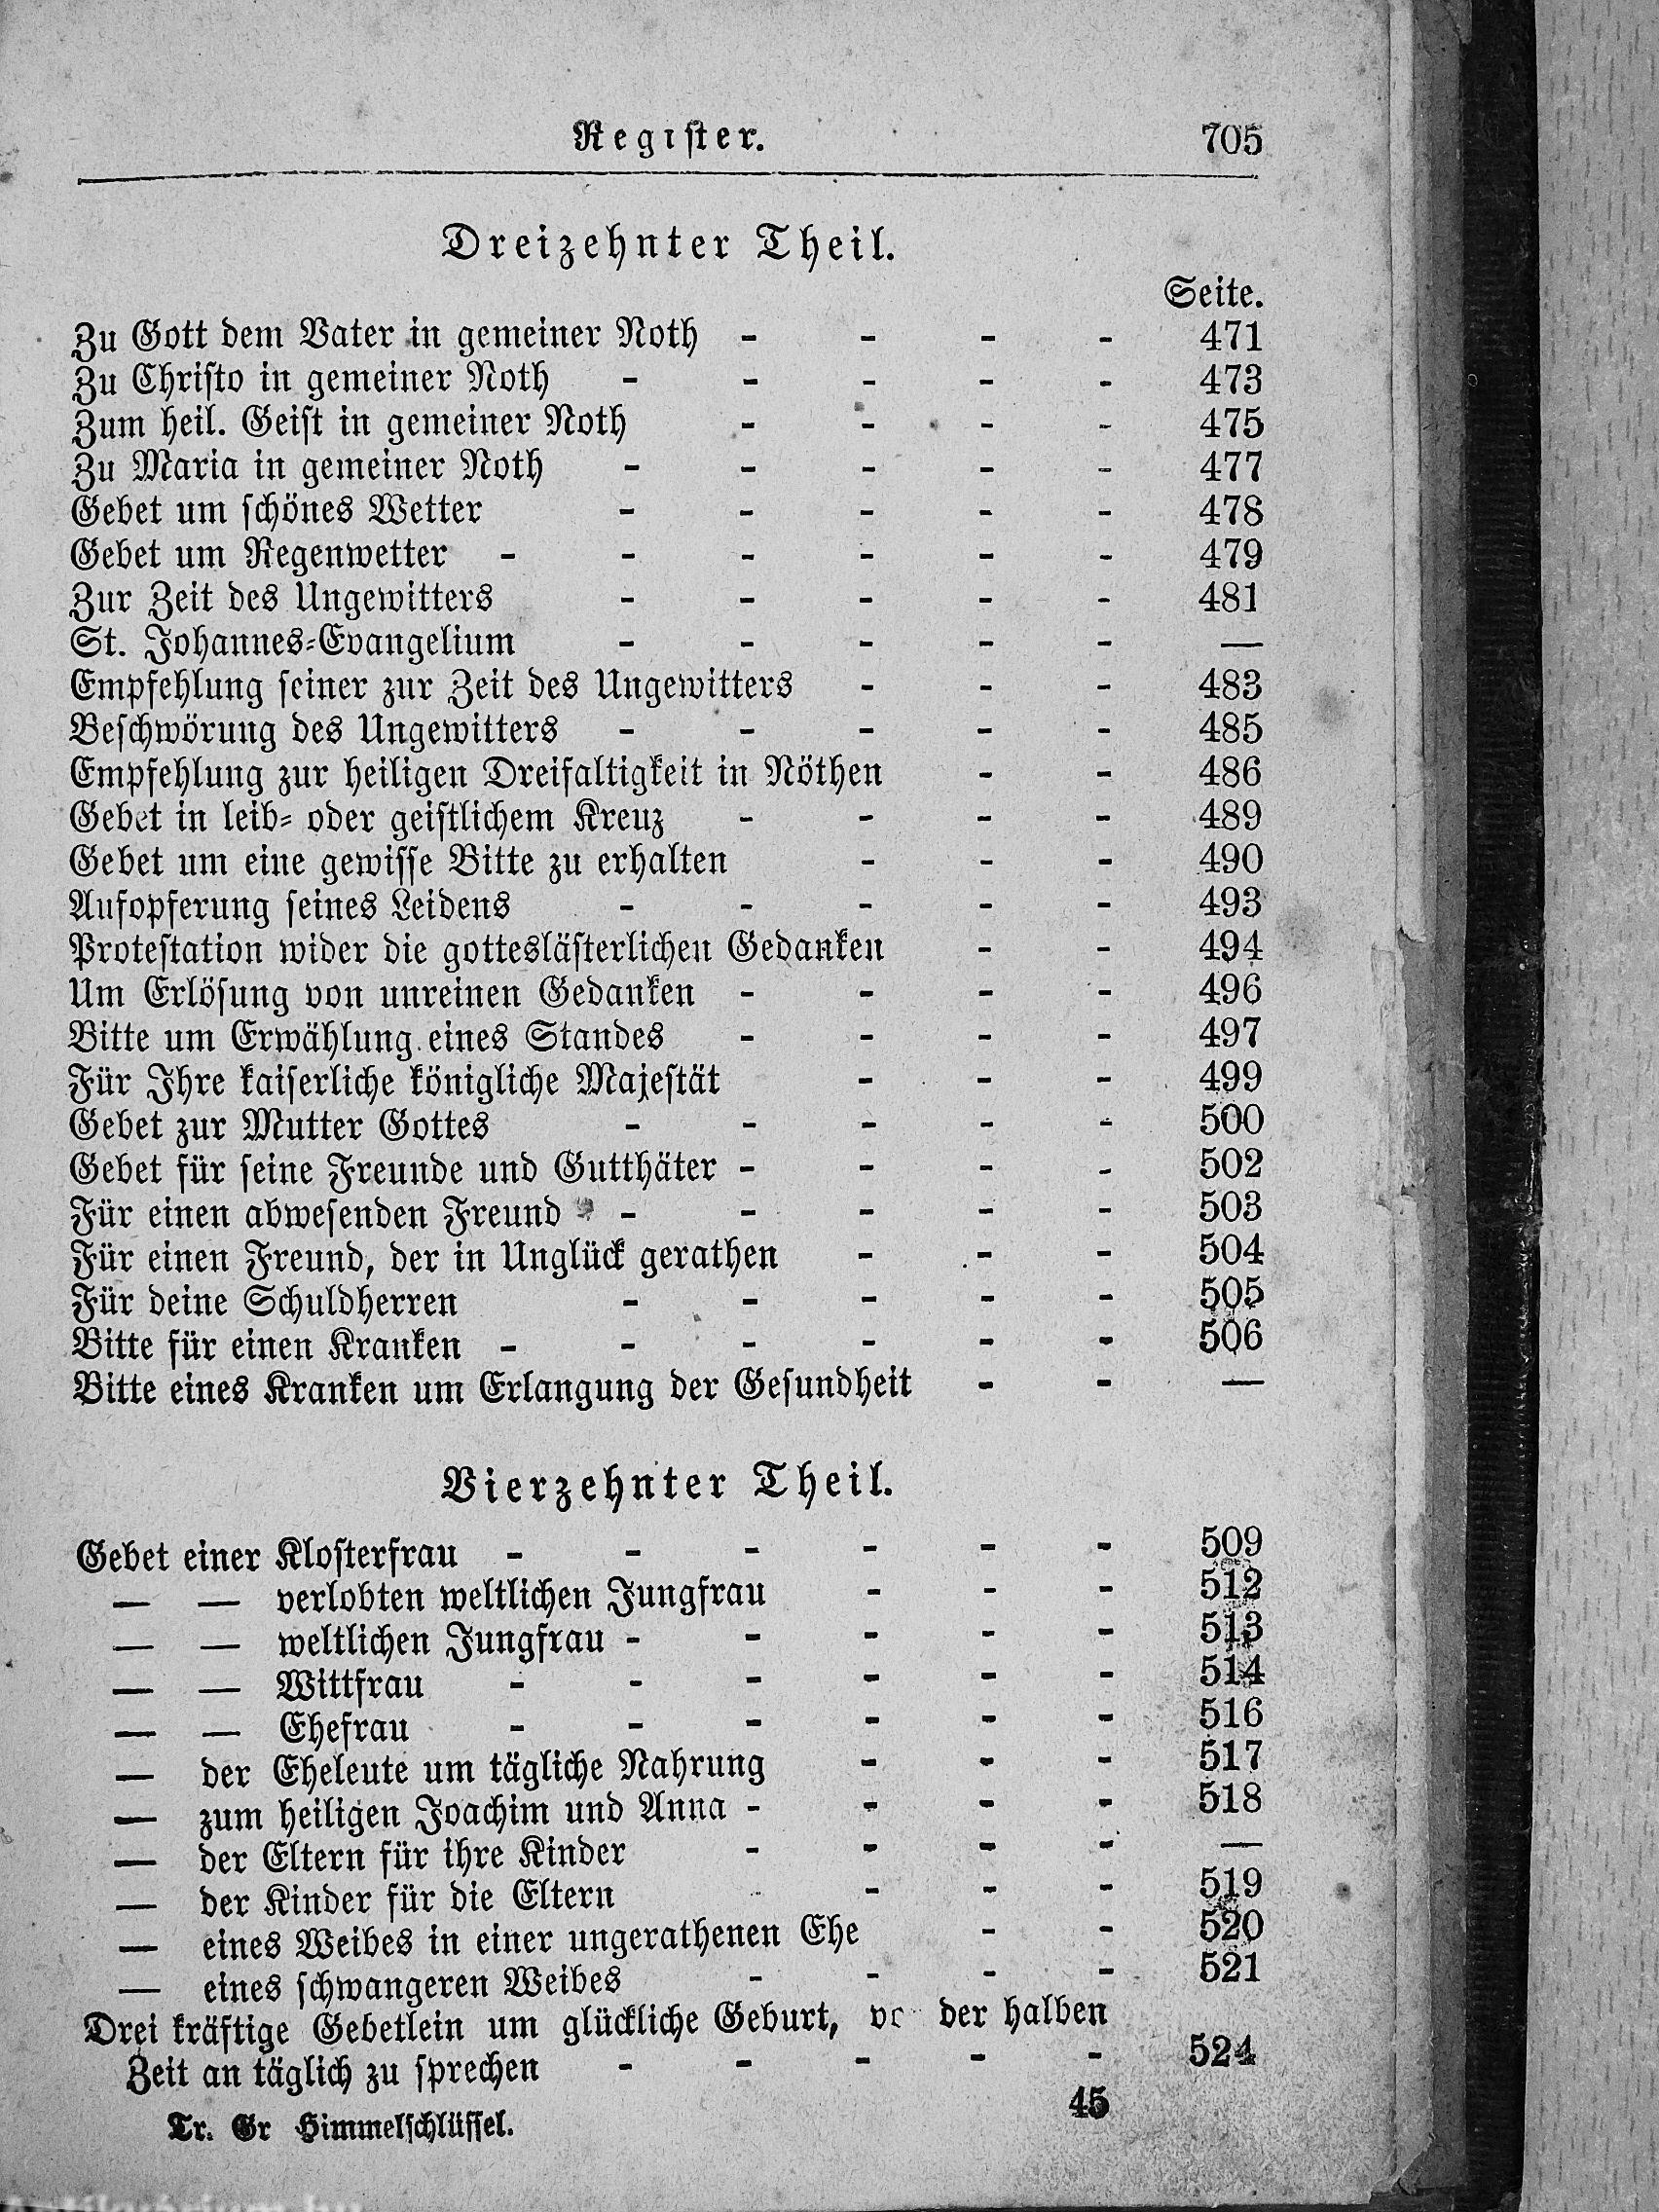 Register. 705
Dreizehnter Theil.
Seite.
Zu Gott dem Vater in gemeiner Noth - - - - 471
Zu Christo in gemeiner Noth - - - - - 473
Zum heil. Geist in gemeiner Noth - - - - 475
Zu Maria in gemeiner Noth - - - - - 477
Gebet um schönes Wetter - - - - - 478
Gebet um Regenwetter - - - - - - 479
Zur Zeit des Ungewitters - - - - - 481
St. Johannes-Evangelium - - - - - —
Empfehlung seiner zur Zeit des Ungewitters - - - 483
Beschwörung des Ungewitters - - - - - 485
Empfehlung zur heiligen Dreifaltigkeit in Nöthen - - 486
Gebet in leib- oder geistlichem Kreuz - - - - 489
Gebet um eine gewisse Bitte zu erhalten - - - 490
Aufopferung seines Leidens - - - - - 493
Protestation wider die gotteslästerlichen Gedanken - - 494
Um Erlösung von unreinen Gedanken - - - - 496
Bitte um Erwählung eines Standes - - - - 497
Für Ihre kaiserliche königliche Majestät - - - 499
Gebet zur Mutter Gottes - - - - - 500
Gebet für seine Freunde und Gutthäter - - - - 502
Für einen abwesenden Freund - - - - - 503
Für einen Freund, der in Unglück gerathen - - - 504
Für deine Schuldherren - - - - - 505
Bitte für einen Kranken - - - - - - 506
Bitte eines Kranken um Erlangung der Gesundheit - - —
Vierzehnter Theil.
Gebet einer Klosterfrau - - - - - - 509
— — verlobten weltlichen Jungfrau - - - 512
— — weltlichen Jungfrau - - - - - 513
— — Wittfrau - - - - - - 514
— — Ehefrau - - - - - - 516
— der Eheleute um tägliche Nahrung - - - 517
— zum heiligen Joachim und Anna - - - - 518
— der Eltern für ihre Kinder - - - - —
— der Kinder für die Eltern - - - - 519
— eines Weibes in einer ungerathenen Ehe - - 520
— eines schwangeren Weibes - - - - 521
Drei kräftige Gebetlein um glückliche Geburt, der halben
Zeit an täglich zu sprechen - - - - - 524
Tr. Gr Himmelschlüssel. 45